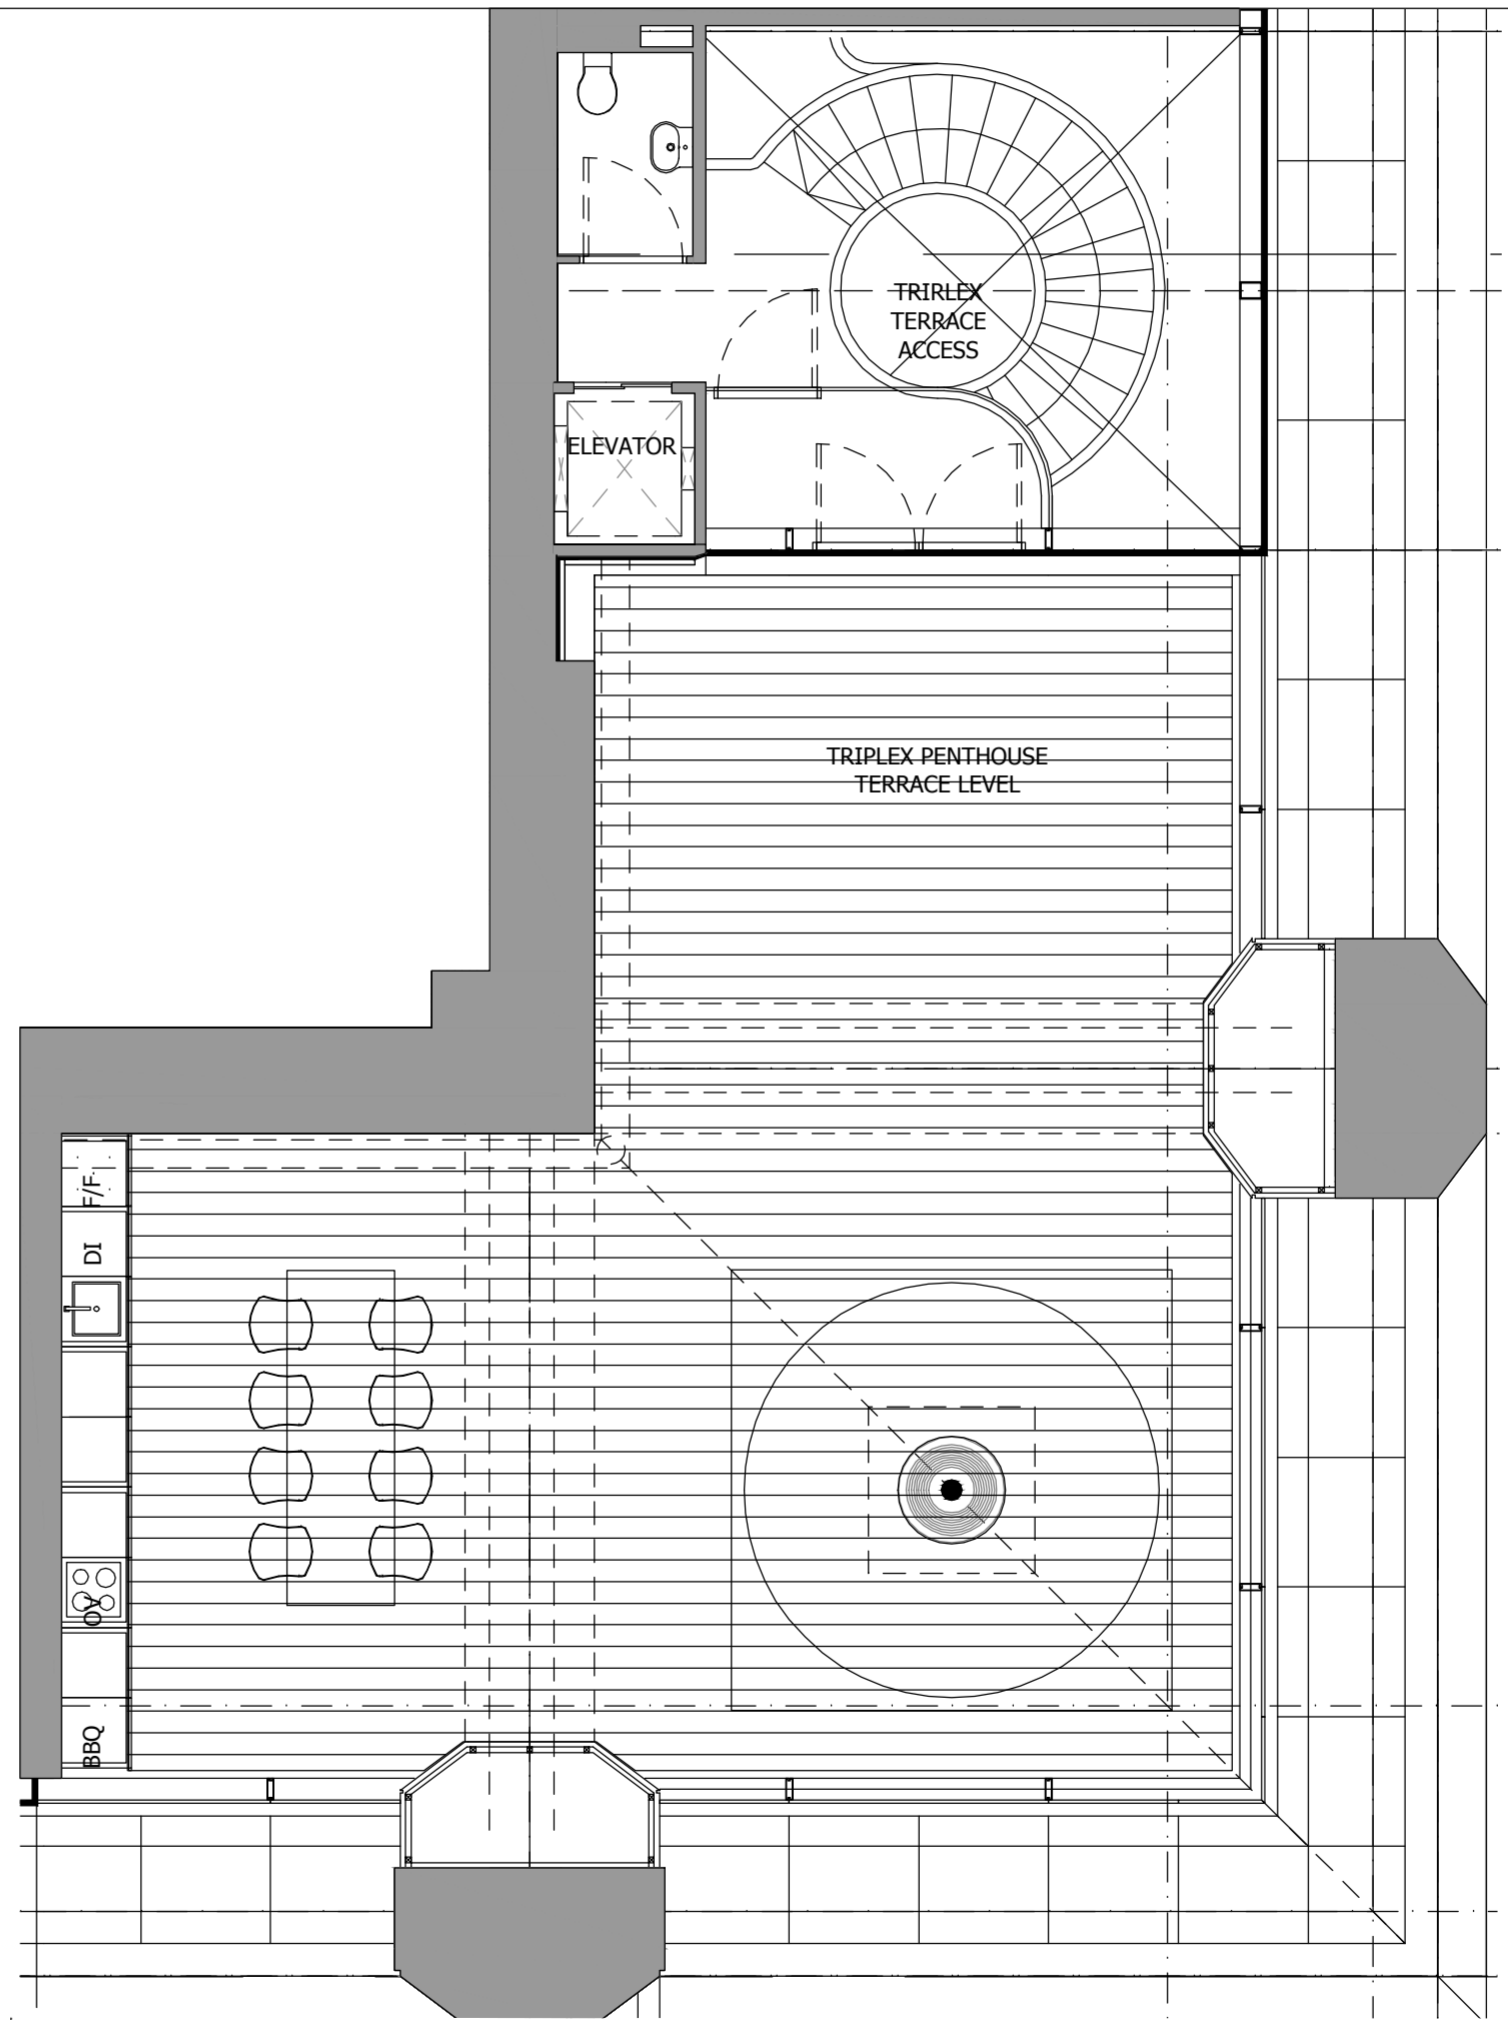 TRIRLEX
TERRACE
ACCESS
ELEVATOR
TRIPLEX PENTHOUSE
TERRACE LEVEL
F/F
DI
OV
BBQ